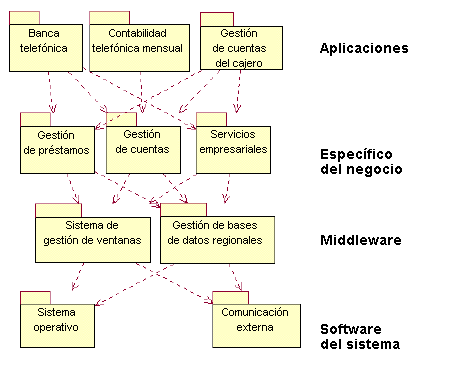 Banca
telefónica
Contabilidad
telefónica mensual
Gestión
de cuentas
del cajero
Aplicaciones
Gestión
de préstamos
Gestión
de cuentas
Servicios
empresariales
Específico
del negocio
Sistema de
gestión de ventanas
Gestión de bases
de datos regionales
Middleware
Sistema
operativo
Comunicación
externa
Software
del sistema